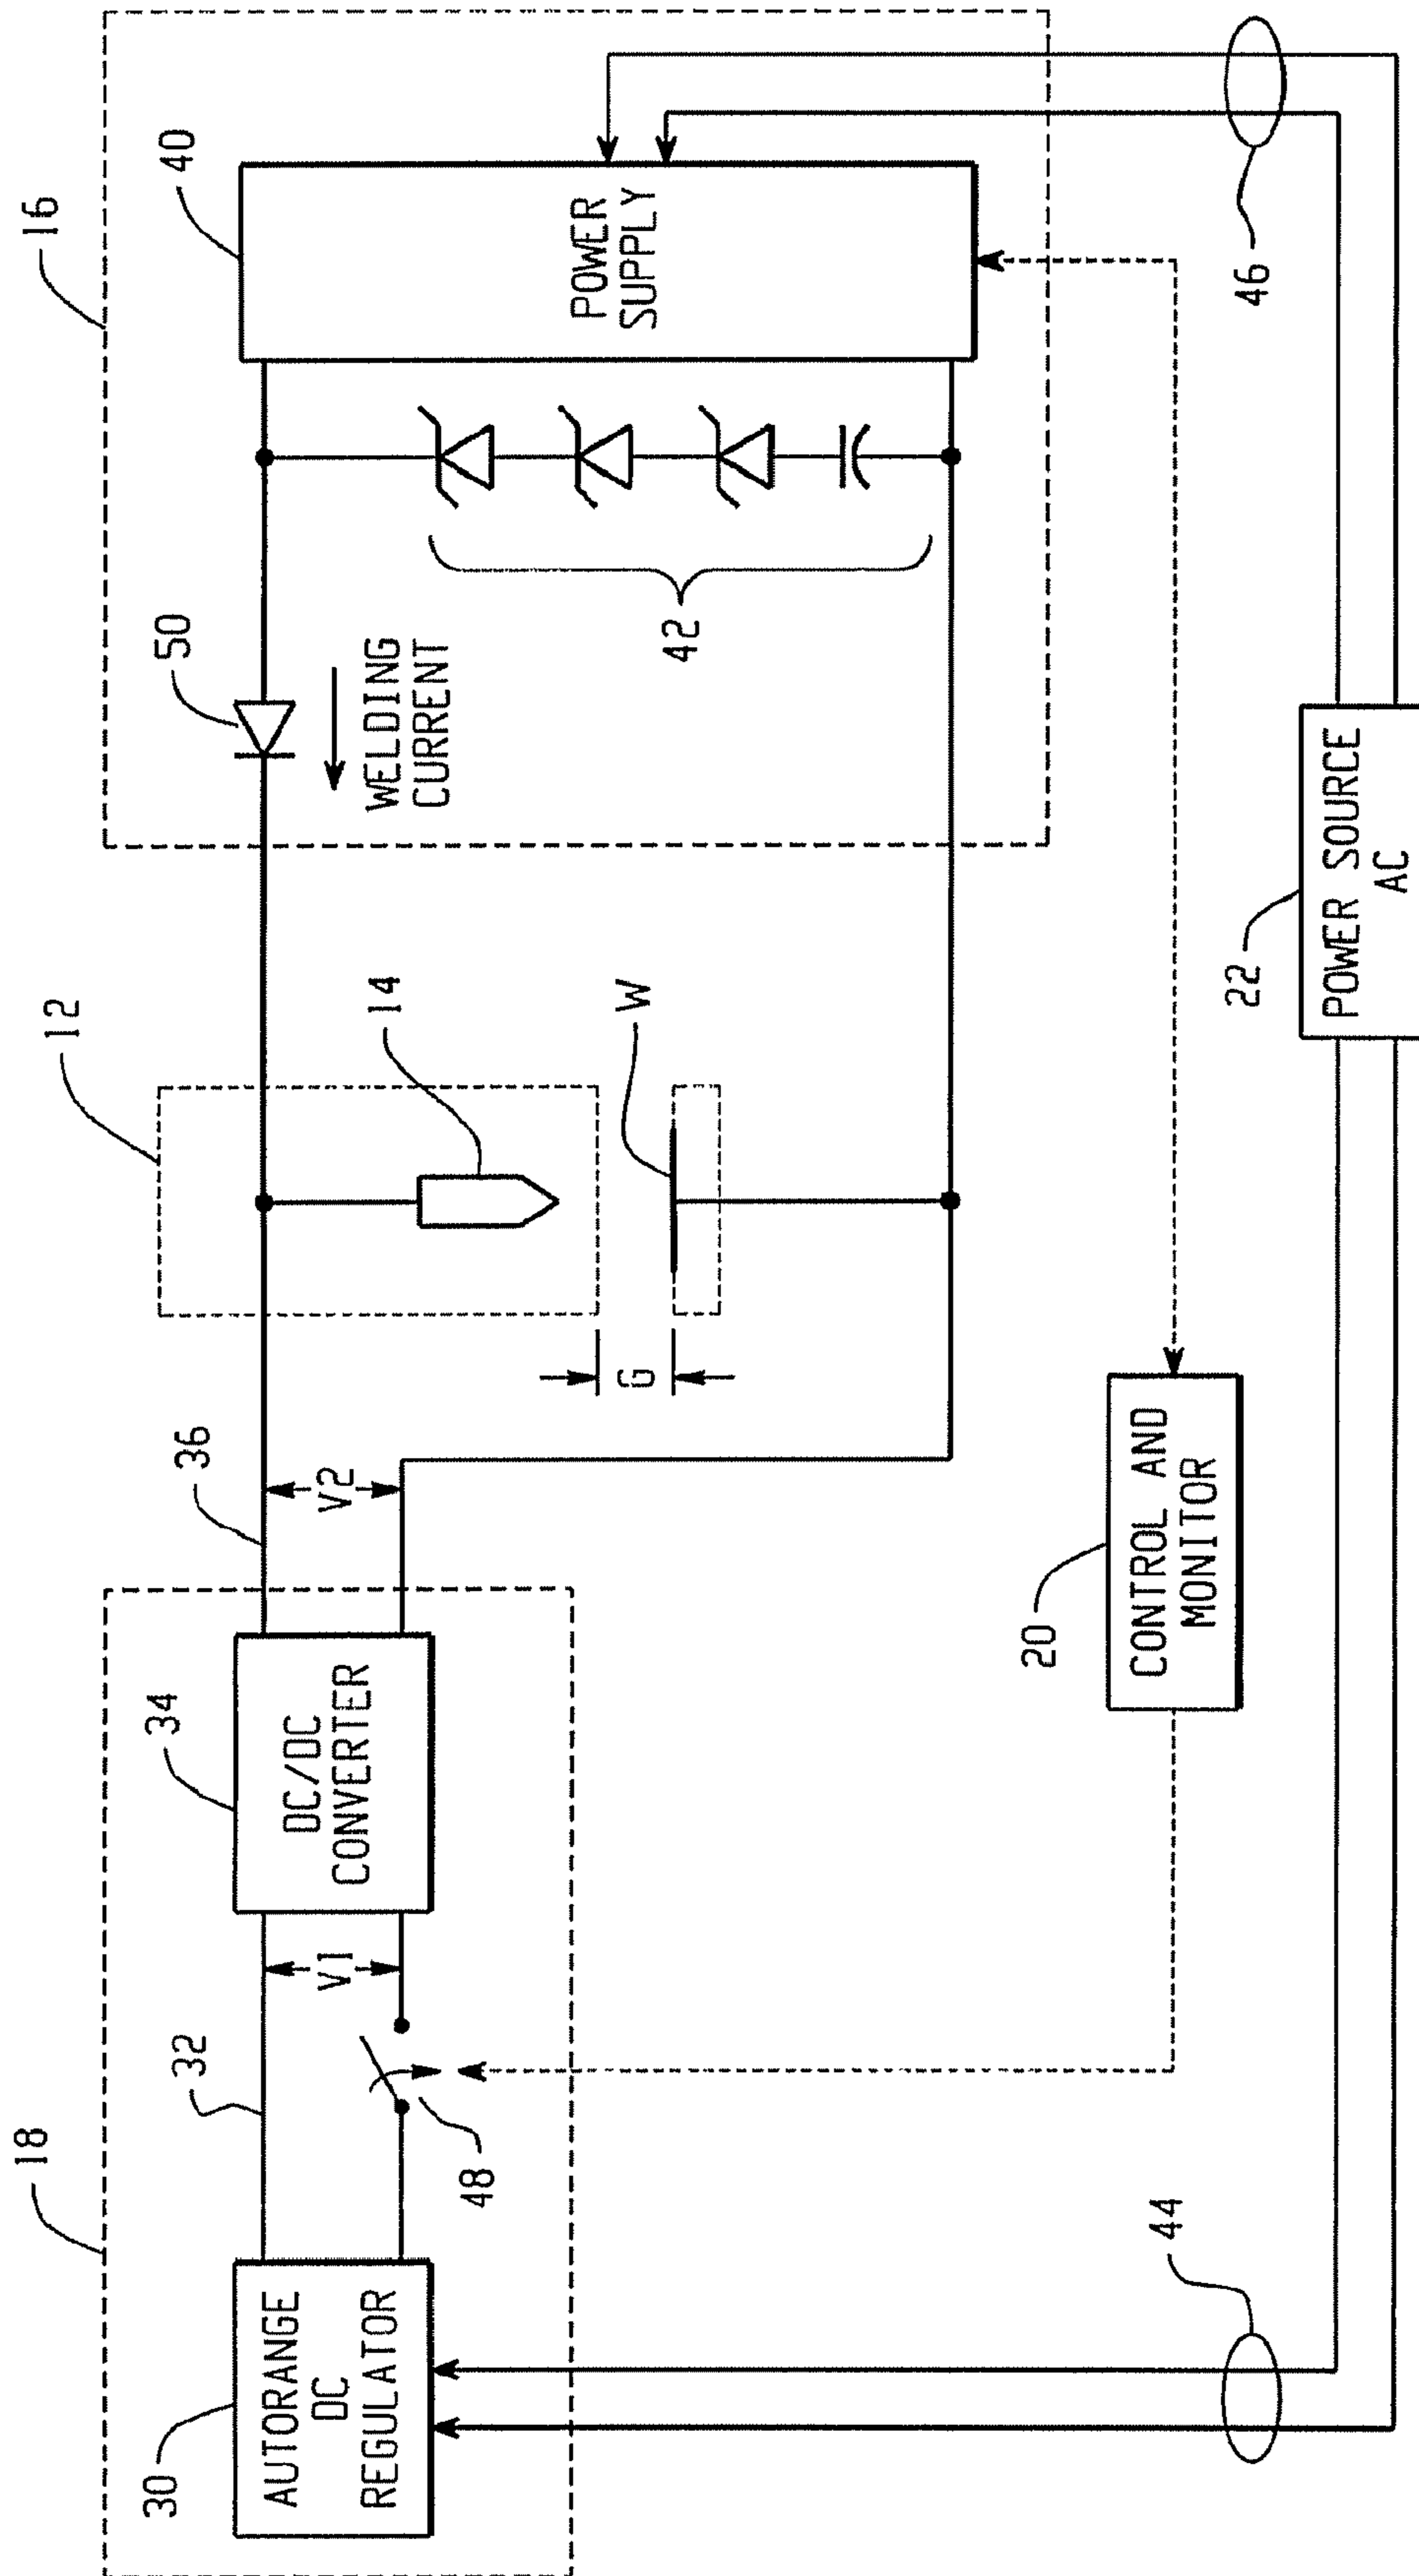 18
30
AUTORANGE
DC
REGULATOR
32
48
V1
34
DC/DC
CONVERTER
36
V2
44
20
CONTROL AND
MONITOR
G
12
14
W
22
POWER SOURCE
AC
50
WELDING
CURRENT
42
16
40
POWER
SUPPLY
46